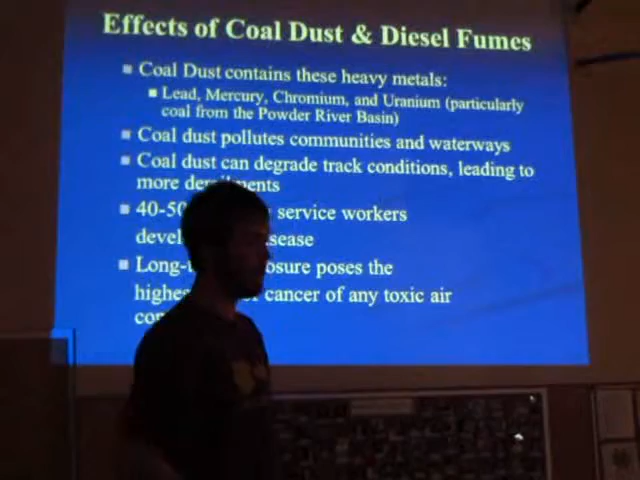 Effects of Coal Dust & Diesel Fumes
Coal Dust contains these heavy metals:
Lead, Mercury, Chromium, and Uranium (particularly
coal from the Powder River Basin)
Coal dust pollutes communities and waterways
Coal dust can degrade track conditions, leading to
more derailments
40-50 service workers
devel sease
Long-t osure poses the
highes cancer of any toxic air
co